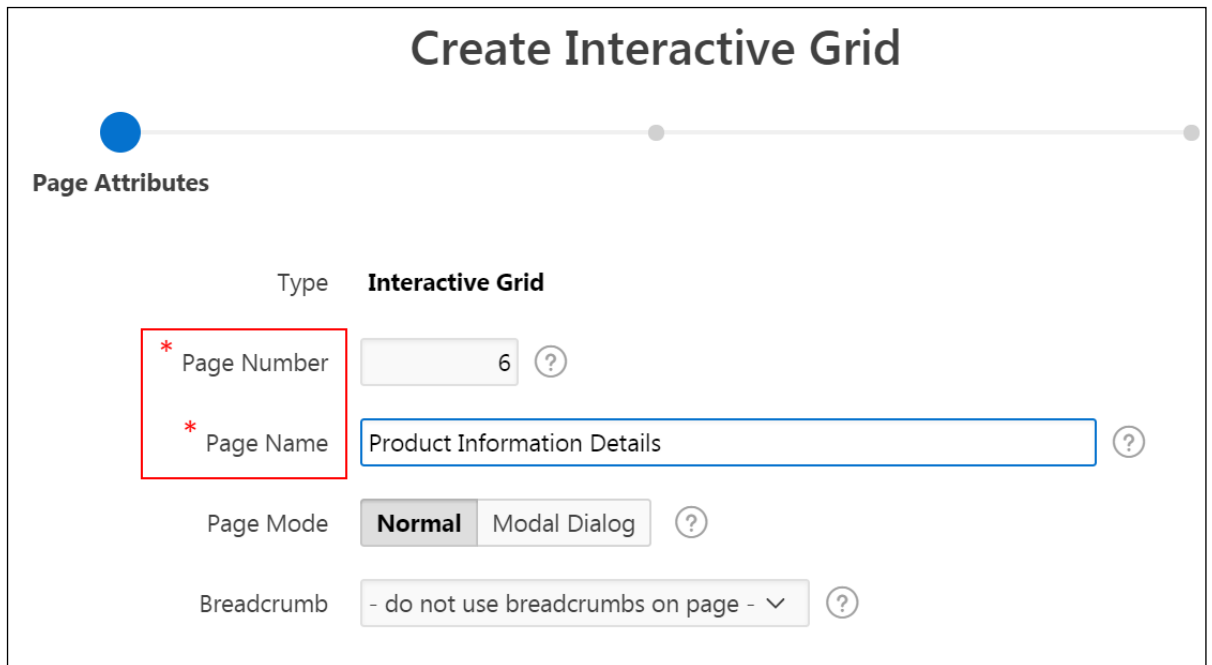 Create Interactive Grid
Page Attributes
Type Interactive Grid
* Page Number 6 ?
* Page Name Product Information Details ?
Page Mode Normal Modal Dialog ?
Breadcrumb - do not use breadcrumbs on page - ?